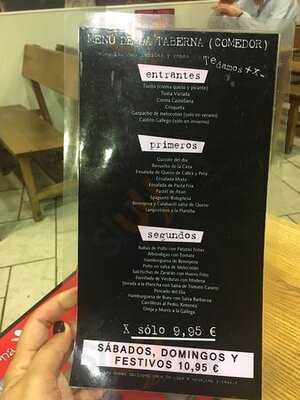 MENÚ DE LA TABERNA (COMEDOR)
Te damos + x -
entrantes
Tosta (crema queso y picante)
Tosta Variada
Crema Castellana
Croqueta
Gazpacho de melocotón (solo en verano)
Caldito Gallego (solo en invierno)
primeros
Guisote del día
Revuelto de la Casa
Ensalada de Queso de Cabra y Pera
Ensalada Mixta
Ensalada de Pasta Fría
Pastel de Atún
Spaguetti Bolognesa
Berenjena y Calabacín salsa de Queso
Langostinos a la Plancha
segundos
de Pollo con Patatas Fritas
Albóndigas con Tomate
Hamburguesa de Berenjena
Pollo en salsa de Melocotón
Salchichas de Zaratán con Huevo Frito
Parrillada de Verduras con Mixtena
Dorada a la Plancha con Salsa de Tomate Casero
Pescado del Día
Hamburguesa de Buey con Salsa Barbacoa
Carrilleras al Pedro Ximenez
Oreja y Morro a la Gallega
X sólo 9,95 €
SÁBADOS, DOMINGOS Y
FESTIVOS 10,95 €